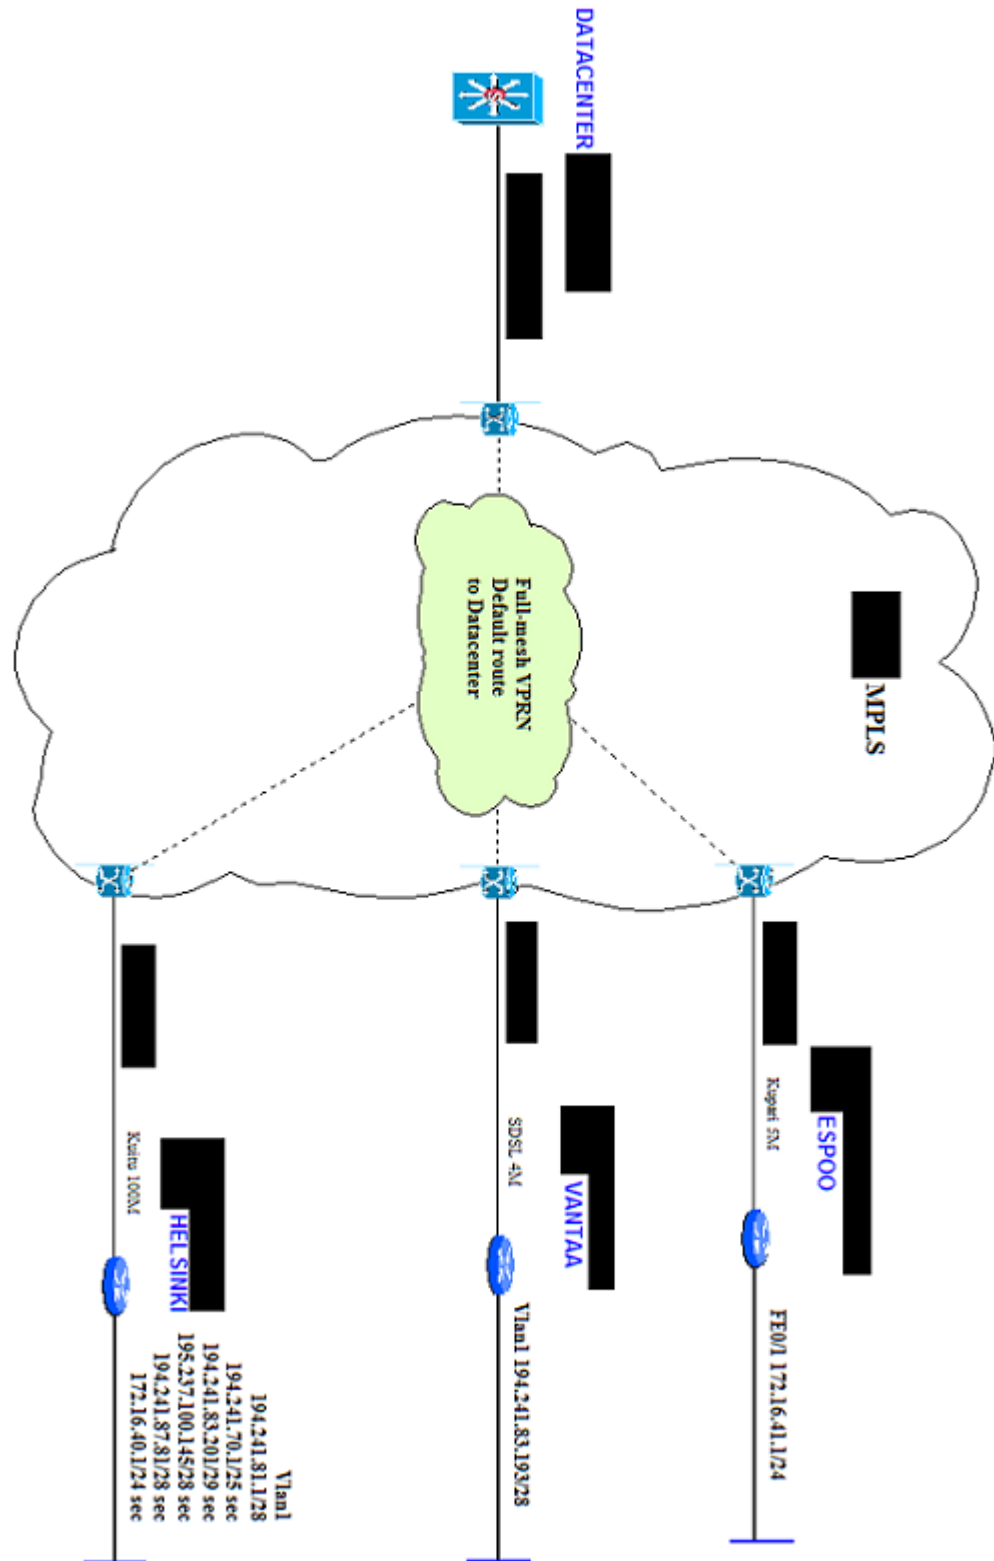 DATACENTER
MPLS
Full-mesh VPRN
Default route
to Datacenter
ESPOO
Kupari 5M
FE0/1 172.16.41.1/24
VANTAA
SDSL 4M
Vlan1 194.241.83.193/28
HELSINKI
Kuitu 100M
Vlan1
194.241.81.1/28
194.241.70.1/25 sec
194.241.83.201/29 sec
195.237.100.145/28 sec
194.241.87.81/28 sec
172.16.40.1/24 sec